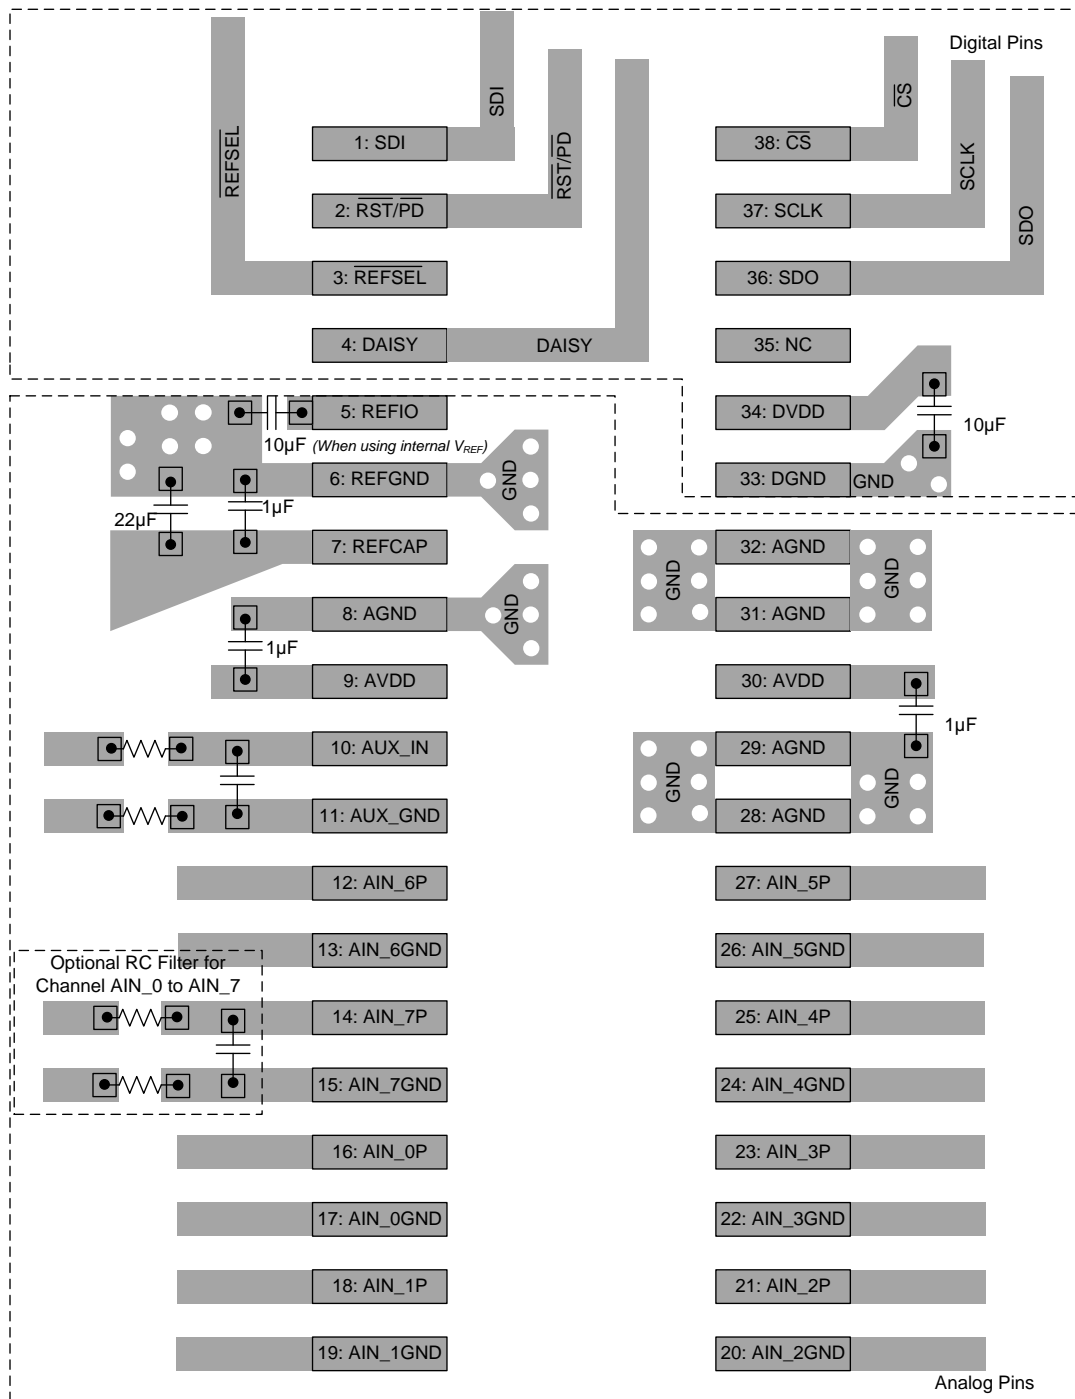 Digital Pins
REFSEL
SDI
RST/PD
CS
SCLK
SDO
1: SDI
38: CS
2: RST/PD
37: SCLK
3: REFSEL
36: SDO
4: DAISY
DAISY
35: NC
5: REFIO
34: DVDD
10µF
10µF (When using internal VREF)
6: REFGND
GND
33: DGND
GND
22µF
1µF
7: REFCAP
32: AGND
GND
GND
8: AGND
GND
31: AGND
1µF
9: AVDD
30: AVDD
1µF
10: AUX_IN
29: AGND
GND
GND
11: AUX_GND
28: AGND
12: AIN_6P
27: AIN_5P
13: AIN_6GND
26: AIN_5GND
Optional RC Filter for
Channel AIN_0 to AIN_7
14: AIN_7P
25: AIN_4P
15: AIN_7GND
24: AIN_4GND
16: AIN_0P
23: AIN_3P
17: AIN_0GND
22: AIN_3GND
18: AIN_1P
21: AIN_2P
19: AIN_1GND
20: AIN_2GND
Analog Pins